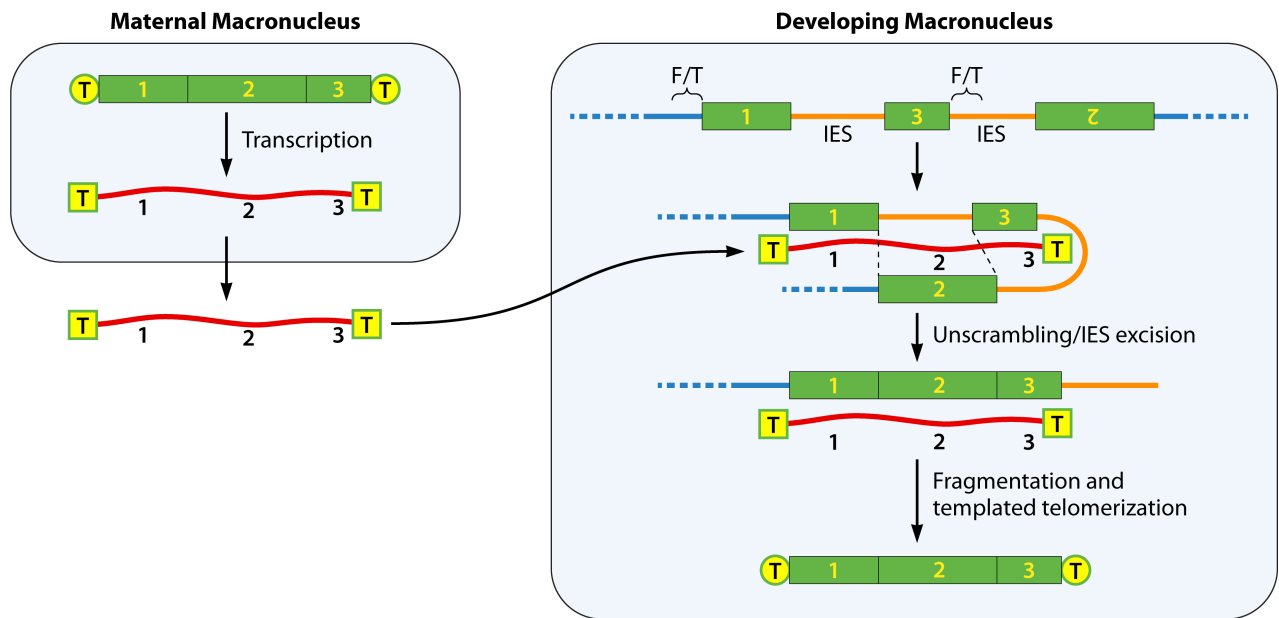 Maternal Macronucleus
T 1 2 3 T
Transcription
T 1 2 3 T
T 1 2 3 T
Developing Macronucleus
F/T F/T
1 IES 3 IES 2
1 3
T 1 2 3 T
2
Unscrambling/IES excision
1 2 3
T 1 2 3 T
Fragmentation and
templated telomerization
T 1 2 3 T